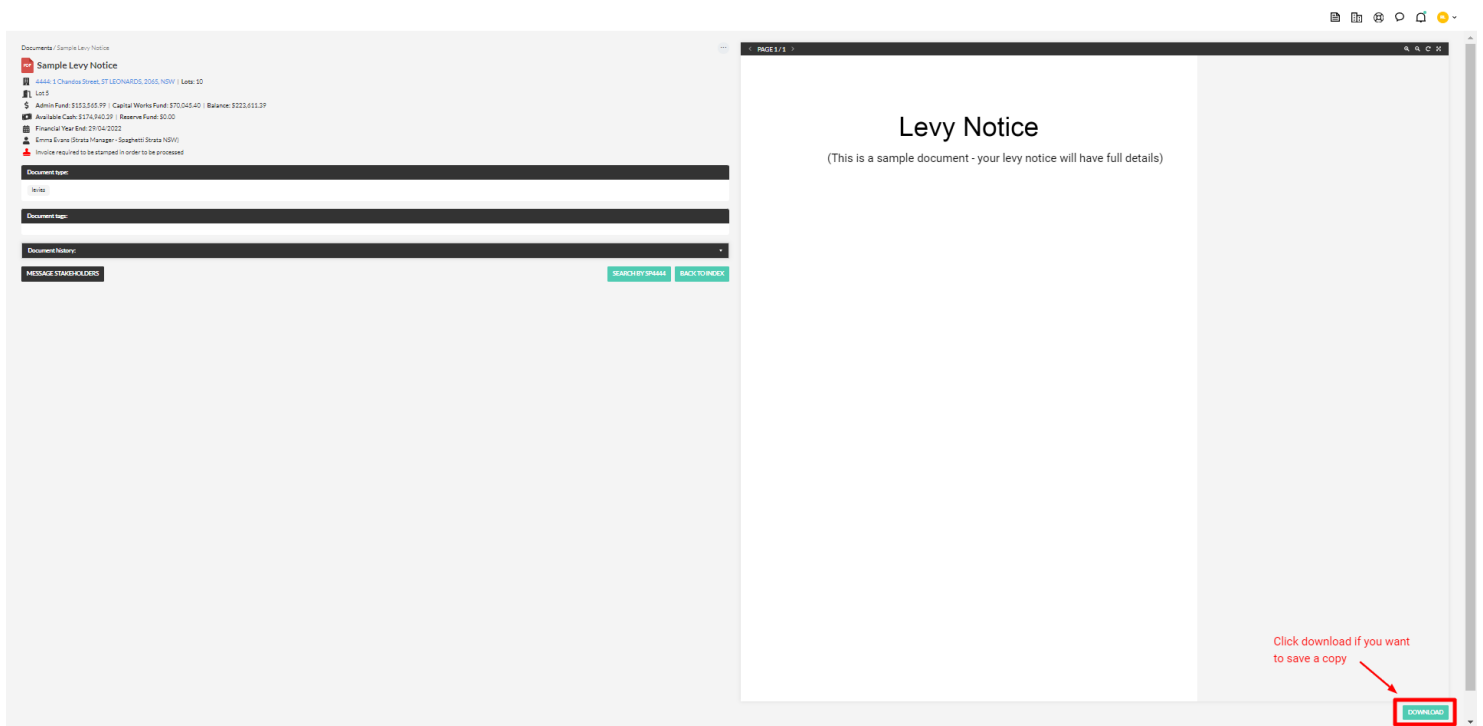 Documents / Sample Levy Notice
PDF
Sample Levy Notice
4444: 1 Chandos Street, ST LEONARDS, 2065, NSW | Lots: 10
Lot 5
Admin Fund: $153,565.99 | Capital Works Fund: $70,045.40 | Balance: $223,611.39
Available Cash: $174,940.39 | Reserve Fund: $0.00
Financial Year End: 29/04/2022
Emma Evans (Strata Manager - Spaghetti Strata NSW)
Invoice required to be stamped in order to be processed
Document type:
levies
Document tags:
Document history:
MESSAGE STAKEHOLDERS
SEARCH BY SP4444
BACK TO INDEX
PAGE 1 / 1
Levy Notice
(This is a sample document - your levy notice will have full details)
Click download if you want
to save a copy
DOWNLOAD